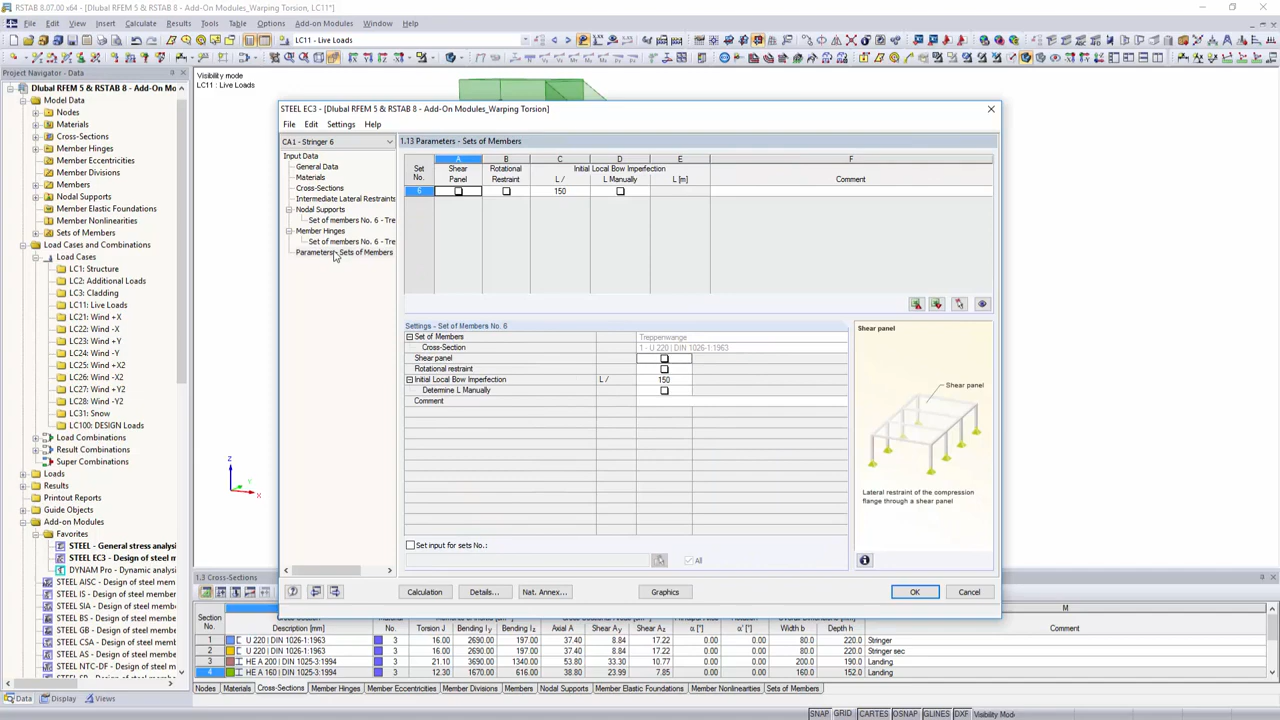 RSTAB 8.07.00 x64 - [Dlubal RFEM 5 & RSTAB 8 - Add-On Modules_Warping Torsion, LC11*]
File Edit View Insert Calculate Results Tools Table Options Add-on Modules Window Help
LC11 - Live Loads
Project Navigator - Data
Dlubal RFEM 5 & RSTAB 8 - Add-On Mo
Model Data
Nodes
Materials
Cross-Sections
Member Hinges
Member Eccentricities
Member Divisions
Members
Nodal Supports
Member Elastic Foundations
Member Nonlinearities
Sets of Members
Load Cases and Combinations
Load Cases
LC1: Structure
LC2: Additional Loads
LC3: Cladding
LC11: Live Loads
LC21: Wind +X
LC22: Wind -X
LC23: Wind +Y
LC24: Wind -Y
LC25: Wind +X2
LC26: Wind -X2
LC27: Wind +Y2
LC28: Wind -Y2
LC31: Snow
LC100: DESIGN Loads
Load Combinations
Result Combinations
Super Combinations
Loads
Results
Printout Reports
Guide Objects
Add-on Modules
Favorites
STEEL - General stress analysi
STEEL EC3 - Design of steel m
DYNAM Pro - Dynamic analysi
STEEL AISC - Design of steel mem
STEEL IS - Design of steel membe
STEEL SIA - Design of steel memb
STEEL BS - Design of steel memb
STEEL GB - Design of steel memb
STEEL CSA - Design of steel mem
STEEL AS - Design of steel memb
STEEL NTC-DF - Design of steel m
Data Display Views
Visibility mode
LC11 : Live Loads
Z
Y
X
STEEL EC3 - [Dlubal RFEM 5 & RSTAB 8 - Add-On Modules_Warping Torsion]
File Edit Settings Help
CA1 - Stringer 6
Input Data
General Data
Materials
Cross-Sections
Intermediate Lateral Restraints
Nodal Supports
Set of members No. 6 - Tre
Member Hinges
Set of members No. 6 - Tre
Parameters - Sets of Members
1.13 Parameters - Sets of Members
A B C D E F
Set Shear Rotational Initial Local Bow Imperfection
No. Panel Restraint L / L Manually L [m] Comment
6 150
Settings - Set of Members No. 6
Set of Members Treppenwange
Cross-Section 1 - U 220 | DIN 1026-1:1963
Shear panel
Rotational restraint
Initial Local Bow Imperfection L / 150
Determine L Manually
Comment
Set input for sets No.:
All
Shear panel
Shear panel
Lateral restraint of the compression
flange through a shear panel
Calculation Details... Nat. Annex... Graphics OK Cancel
1.3 Cross-Sections
M
Section Material
No. Description [mm] No. Torsion J Bending Iy Bending Iz Axial A Shear Ay Shear Az α [°] α' [°] Width b Depth h Comment
1 U 220 | DIN 1026-1:1963 3 16.00 2690.00 197.00 37.40 8.84 17.22 0.00 0.00 80.0 220.0 Stringer
2 U 220 | DIN 1026-1:1963 3 16.00 2690.00 197.00 37.40 8.84 17.22 0.00 0.00 80.0 220.0 Stringer sec
3 HE A 200 | DIN 1025-3:1994 3 21.10 3690.00 1340.00 53.80 33.30 10.77 0.00 0.00 200.0 190.0 Landing
4 HE A 160 | DIN 1025-3:1994 3 12.30 1670.00 616.00 38.80 23.99 7.85 0.00 0.00 160.0 152.0 Landing
Nodes Materials Cross-Sections Member Hinges Member Eccentricities Member Divisions Members Nodal Supports Member Elastic Foundations Member Nonlinearities Sets of Members
SNAP GRID CARTES OSNAP GLINES DXF Visibility Mode